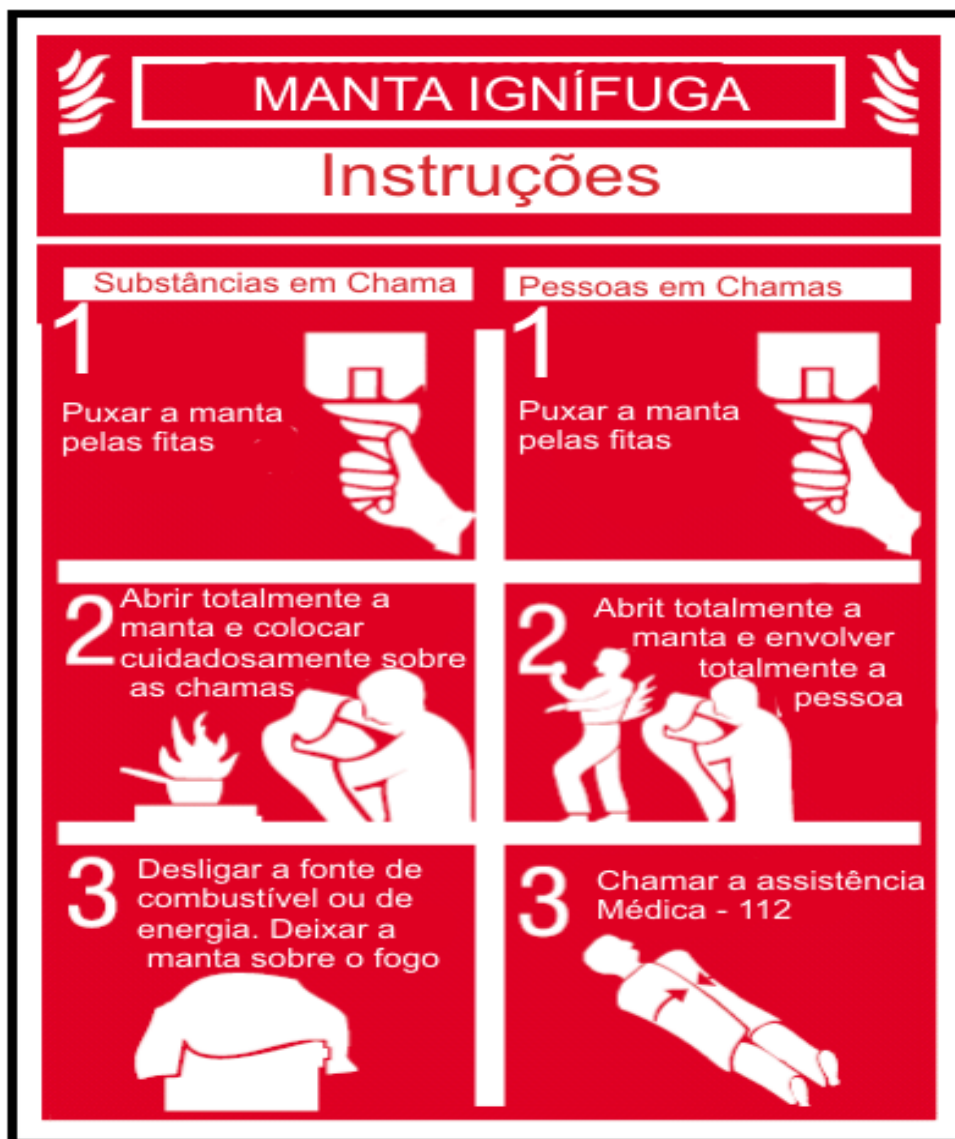 MANTA IGNÍFUGA
Instruções
Substâncias em Chama
1
Puxar a manta
pelas fitas
2
Abrir totalmente a
manta e colocar
cuidadosamente sobre
as chamas
3
Desligar a fonte de
combustível ou de
energia. Deixar a
manta sobre o fogo
Pessoas em Chamas
1
Puxar a manta
pelas fitas
2
Abrit totalmente a
manta e envolver
totalmente a
pessoa
3
Chamar a assistência
Médica - 112